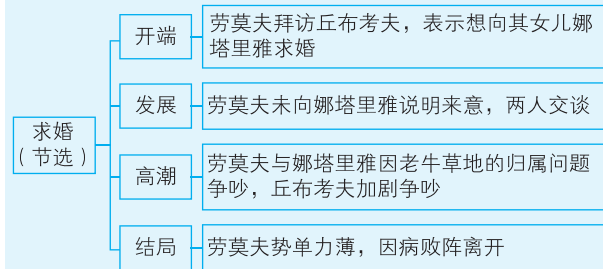 求婚
（节选）
开端
劳莫夫拜访丘布考夫，表示想向其女儿娜
塔里雅求婚
发展
劳莫夫未向娜塔里雅说明来意，两人交谈
高潮
劳莫夫与娜塔里雅因老牛草地的归属问题
争吵，丘布考夫加剧争吵
结局
劳莫夫势单力薄，因病败阵离开